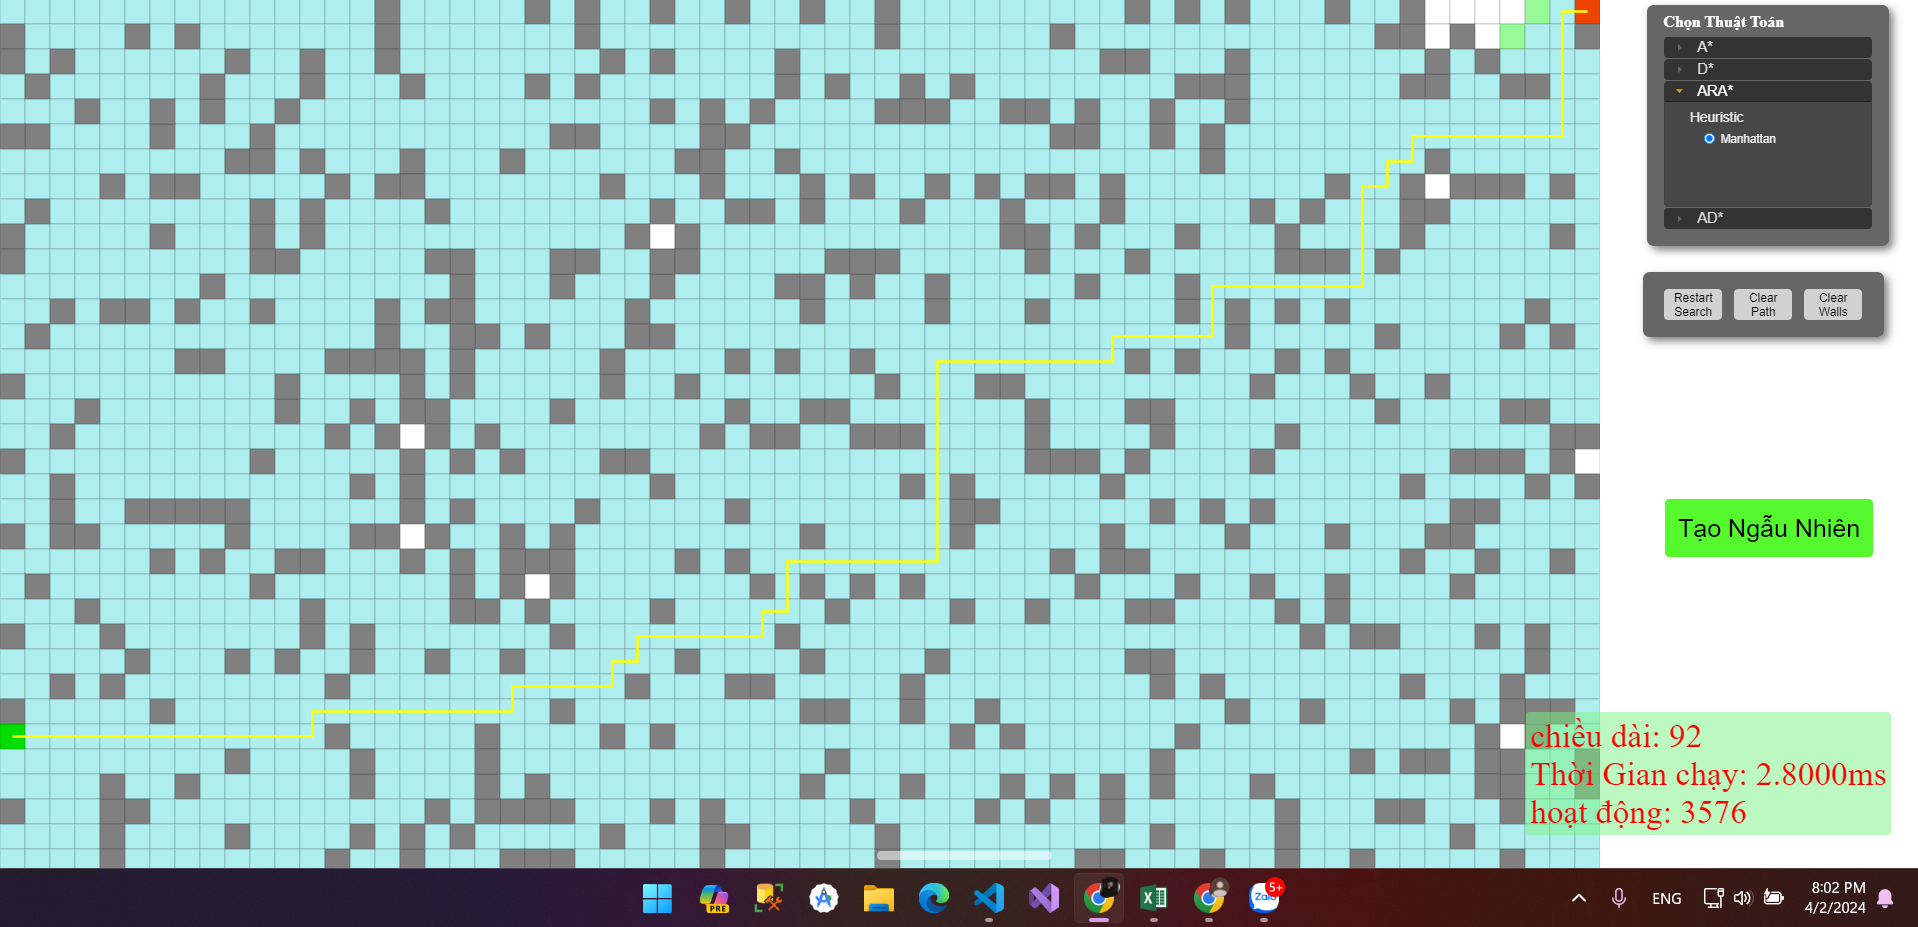 Chọn Thuật Toán
A*
D*
ARA*
Heuristic
Manhattan
AD*
Restart Search
Clear Path
Clear Walls
Tạo Ngẫu Nhiên
chiều dài: 92
Thời Gian chạy: 2.8000ms
hoạt động: 3576
PRE
Zalo
5+
ENG
8:02 PM
4/2/2024